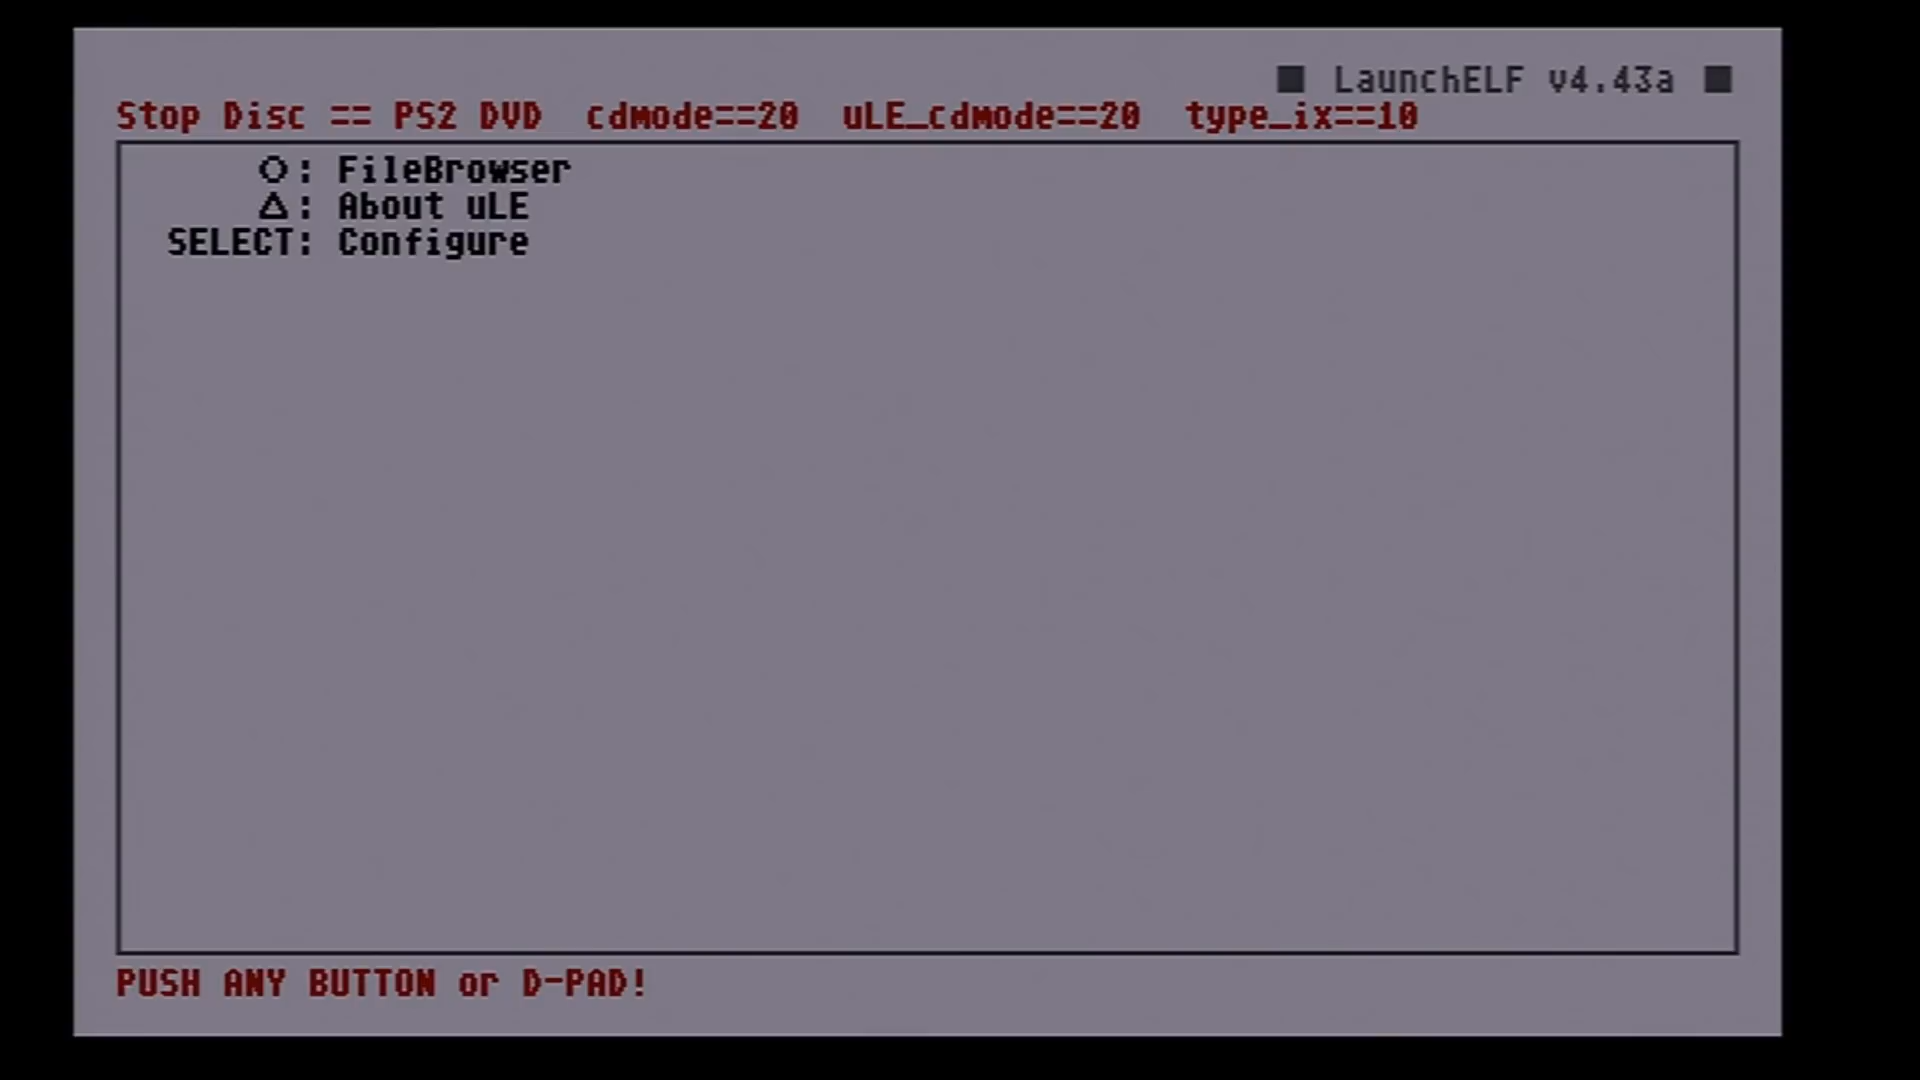 ■ LaunchELF v4.43a ■
Stop Disc == PS2 DVD cdmode==20 uLE_cdmode==20 type_ix==10
○: FileBrowser
△: About uLE
SELECT: Configure
PUSH ANY BUTTON or D-PAD!